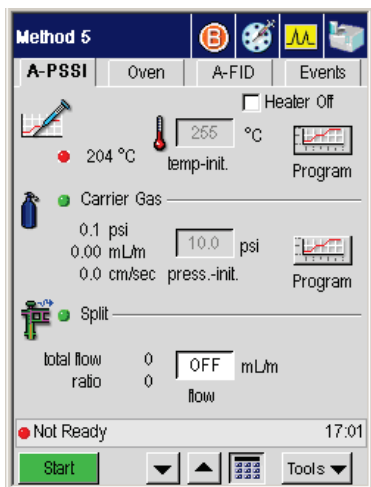 Method 5
B
A-PSSI Oven A-FID Events
Heater Off
204 °C 255 °C
temp-init. Program
Carrier Gas
0.1 psi
0.00 mL/m 10.0 psi
0.0 cm/sec press.-init. Program
Split
total flow 0 OFF mL/m
ratio 0 flow
Not Ready 17:01
Start Tools